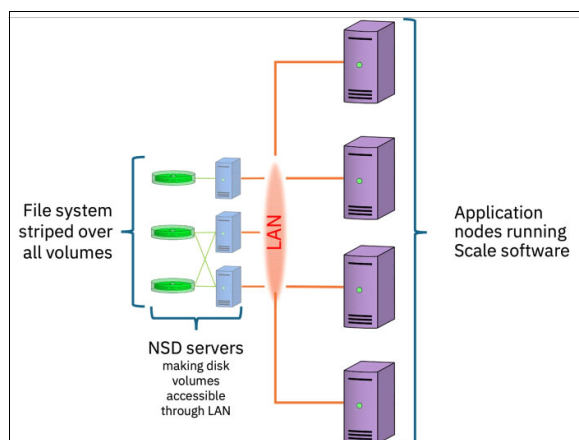 File system
striped over
all volumes
LAN
NSD servers
making disk
volumes
accessible
through LAN
Application
nodes running
Scale software